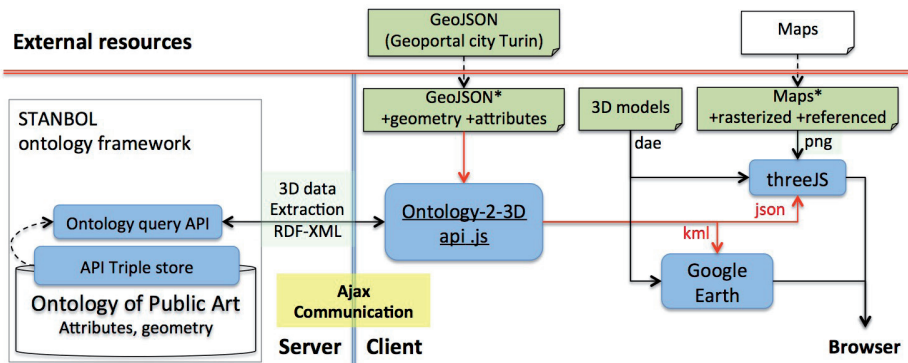 External resources
GeoJSON
(Geoportal city Turin)
Maps
STANBOL
ontology framework
GeoJSON*
+geometry +attributes
3D models
Maps*
+rasterized +referenced
dae
png
3D data
Extraction
RDF-XML
Ontology query API
Ontology-2-3D
api .js
threeJS
json
kml
API Triple store
Google
Earth
Ontology of Public Art
Attributes, geometry
Ajax
Communication
Server
Client
Browser